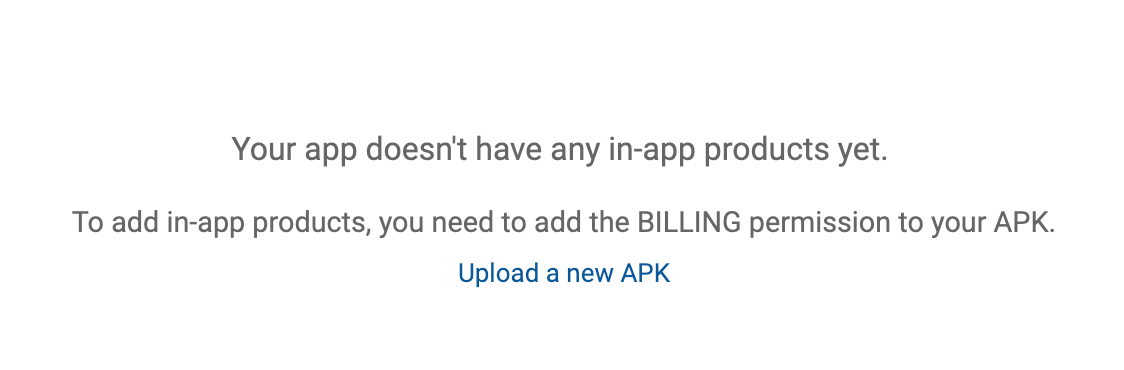 Your app doesn't have any in-app products yet.
To add in-app products, you need to add the BILLING permission to your APK.
Upload a new APK